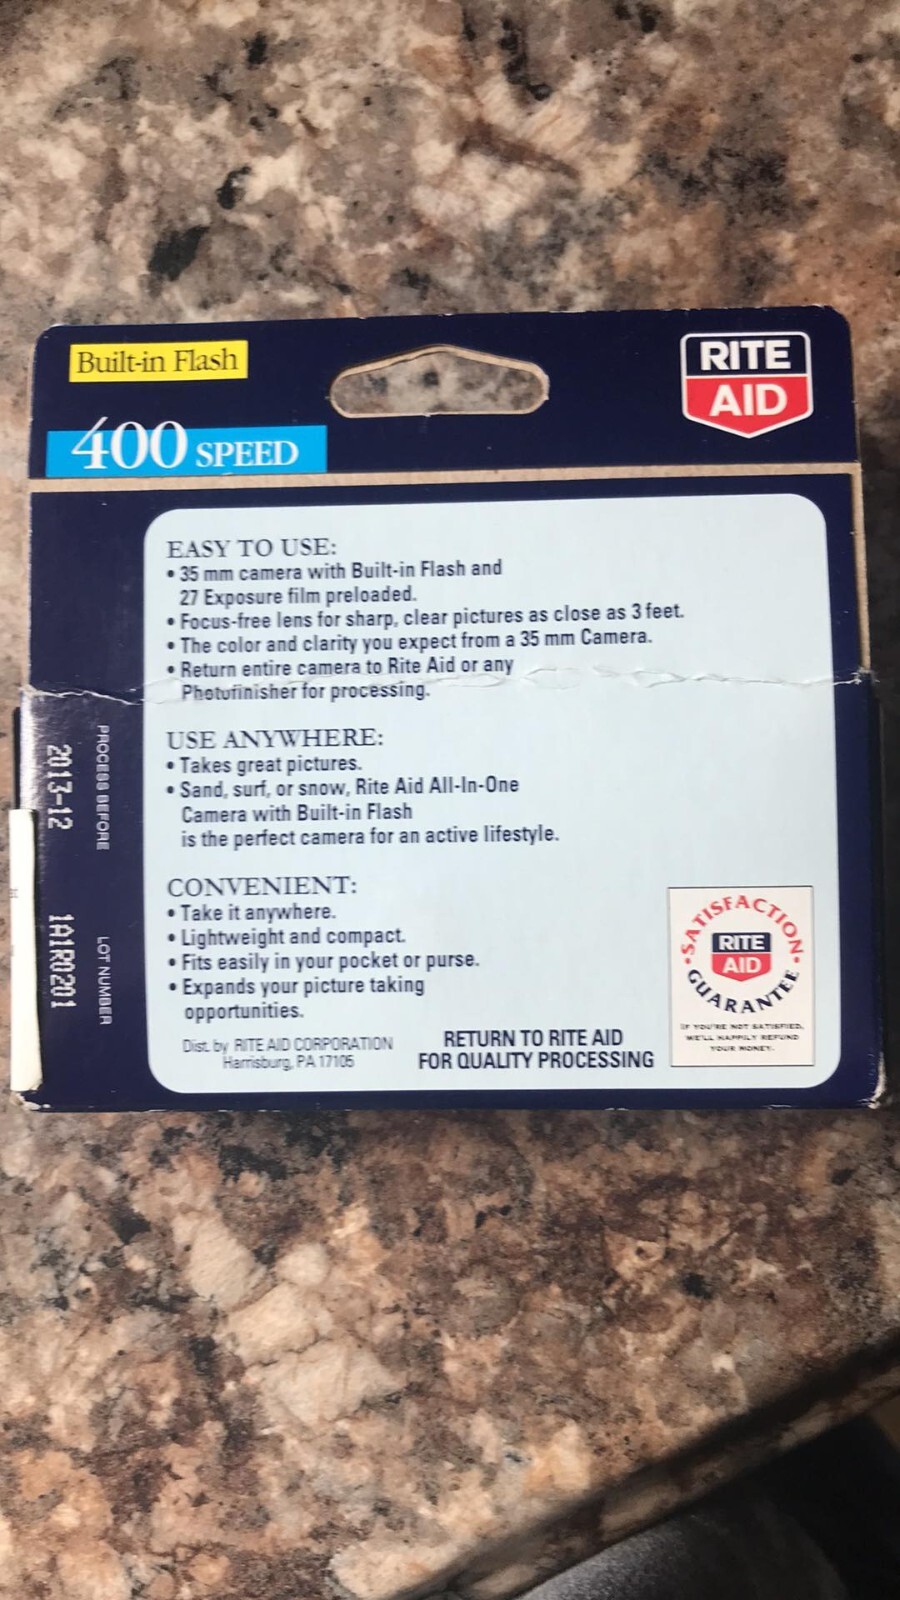 Built-in Flash
400 SPEED
RITE
AID
EASY TO USE:
• 35 mm camera with Built-in Flash and
27 Exposure film preloaded.
• Focus-free lens for sharp, clear pictures as close as 3 feet.
• The color and clarity you expect from a 35 mm Camera.
• Return entire camera to Rite Aid or any
Photofinisher for processing.
USE ANYWHERE:
• Takes great pictures.
• Sand, surf, or snow, Rite Aid All-In-One
Camera with Built-in Flash
is the perfect camera for an active lifestyle.
CONVENIENT:
• Take it anywhere.
• Lightweight and compact.
• Fits easily in your pocket or purse.
• Expands your picture taking
opportunities.
Dist. by RITE AID CORPORATION
Harrisburg, PA 17105
RETURN TO RITE AID
FOR QUALITY PROCESSING
SATISFACTION
RITE
AID
GUARANTEE
IF YOU'RE NOT SATISFIED,
WE'LL HAPPILY REFUND
YOUR MONEY.
PROCESS BEFORE
2013-12
LOT NUMBER
1A1R0201